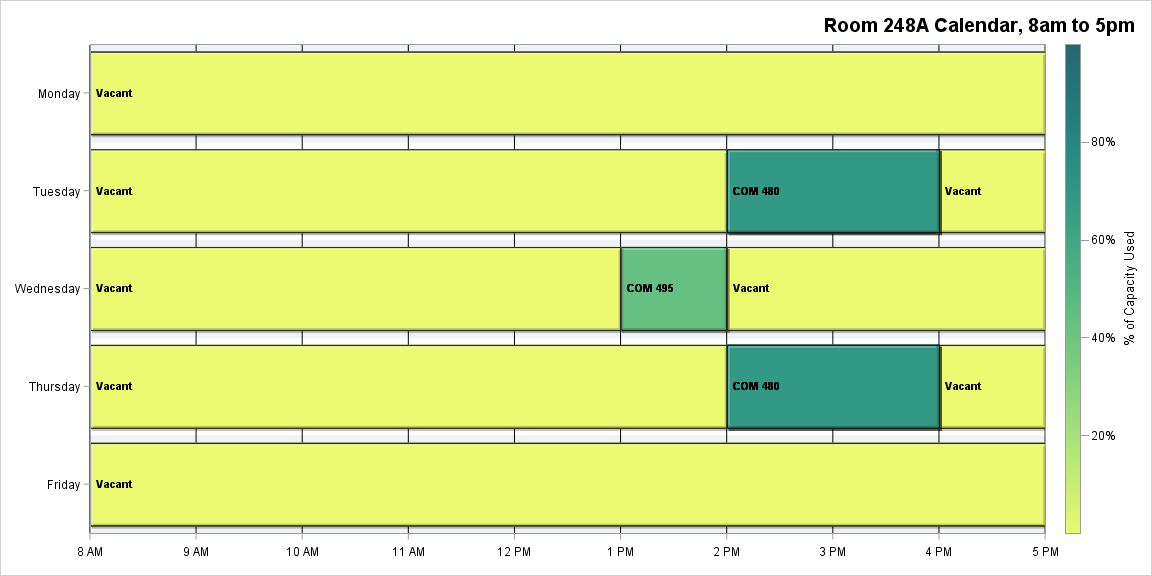 Room 248A Calendar, 8am to 5pm
Monday
Vacant
Tuesday
Vacant
COM 480
Vacant
Wednesday
Vacant
COM 495
Vacant
Thursday
Vacant
COM 480
Vacant
Friday
Vacant
8 AM
9 AM
10 AM
11 AM
12 PM
1 PM
2 PM
3 PM
4 PM
5 PM
80%
60%
40%
20%
% of Capacity Used